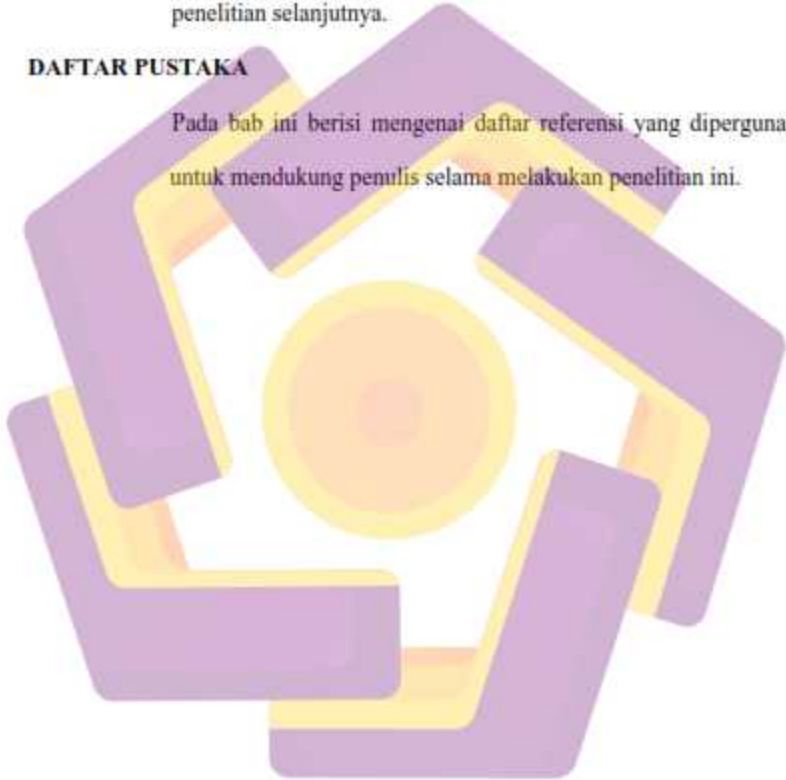 penelitian selanjutnya.
DAFTAR PUSTAKA
Pada bab ini berisi mengenai daftar referensi yang diperguna
untuk mendukung penulis selama melakukan penelitian ini.